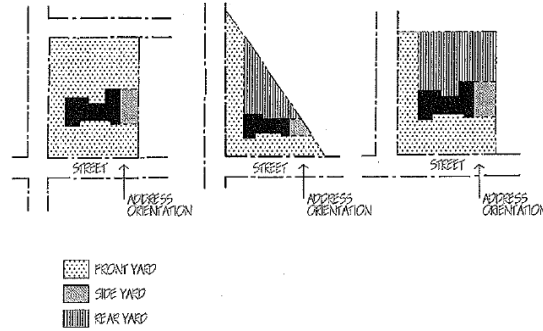 STREET
ADDRESS
ORIENTATION
STREET
ADDRESS
ORIENTATION
STREET
ADDRESS
ORIENTATION
FRONT YARD
SIDE YARD
REAR YARD